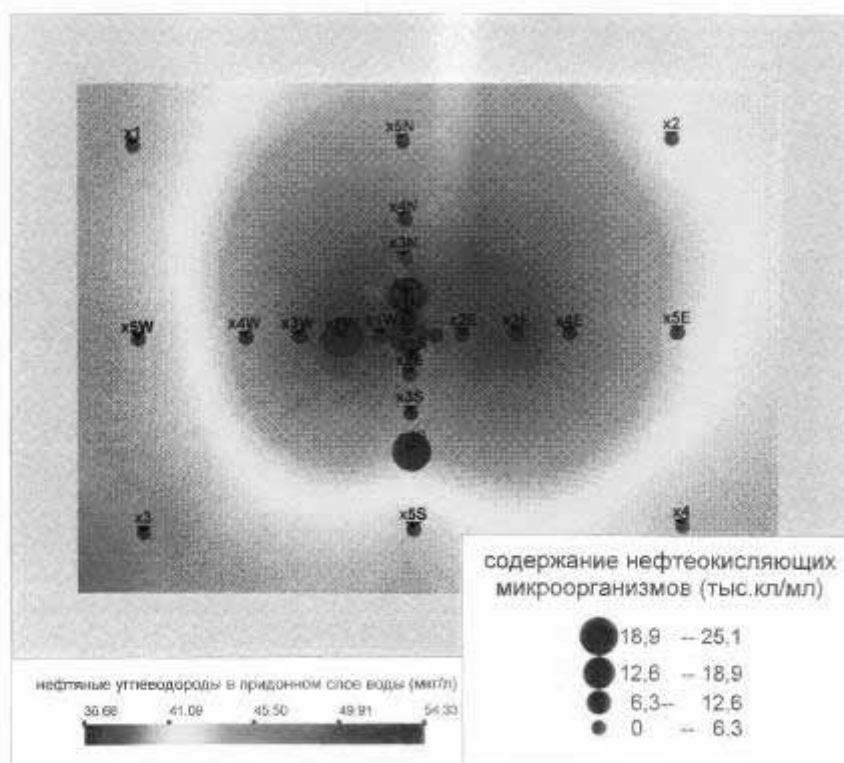 x1 x5N x2
x4N
x3N
x5W x4W x3W x1W x2E x3E x4E x5E
x3S
x3 x5S x4
содержание нефтеокисляющих
микроорганизмов (тыс.кл/мл)
18,9 -- 25,1
12,6 -- 18,9
6,3-- 12,6
0 -- 6,3
нефтяные углеводороды в придонном слое воды (мкг/л)
36.68 41.09 45.50 49.91 54.33